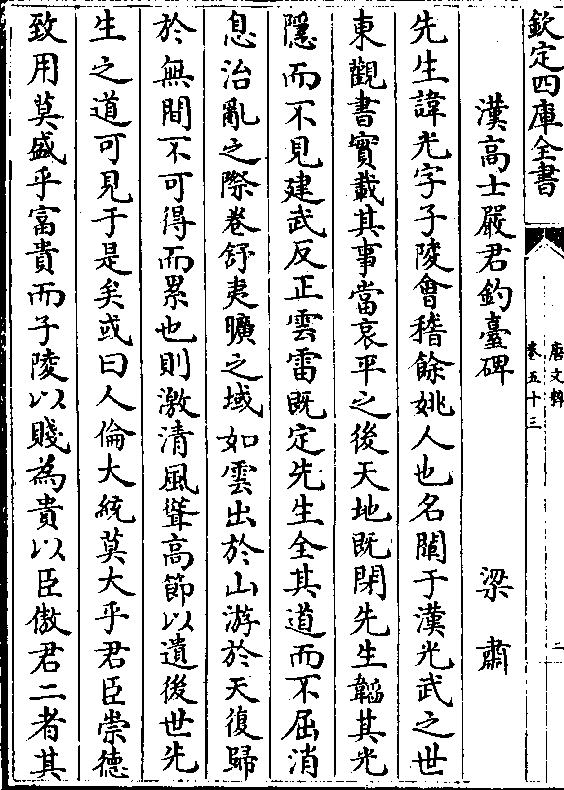 欽定四庫全書
唐文粹
卷五十三
二
漢高士嚴君釣臺碑 梁肅
先生諱光字子陵會稽餘姚人也名聞于漢光武之世
東觀書實載其事當哀平之後天地既閉先生韜其光
隱而不見建武反正雲雷既定先生全其道而不屈消
息治亂之際卷舒夷曠之域如雲出於山游於天復歸
於無間不可得而累也則激清風聳高節以遺後世先
生之道可見于是矣或曰人倫大統莫大乎君臣崇德
致用莫盛乎富貴而子陵以賤為貴以臣傲君二者其